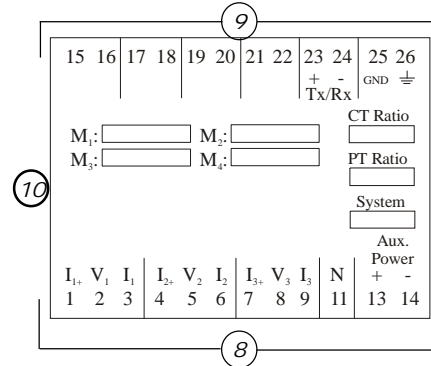 9
15 16 17 18 19 20 21 22 23 24 25 26
+ - GND
Tx/Rx
CT Ratio
M₁: M₂:
M₃: M₄:
PT Ratio
10
System
Aux.
Power
I₁₊ V₁ I₁ I₂₊ V₂ I₂ I₃₊ V₃ I₃ N + -
1 2 3 4 5 6 7 8 9 11 13 14
8